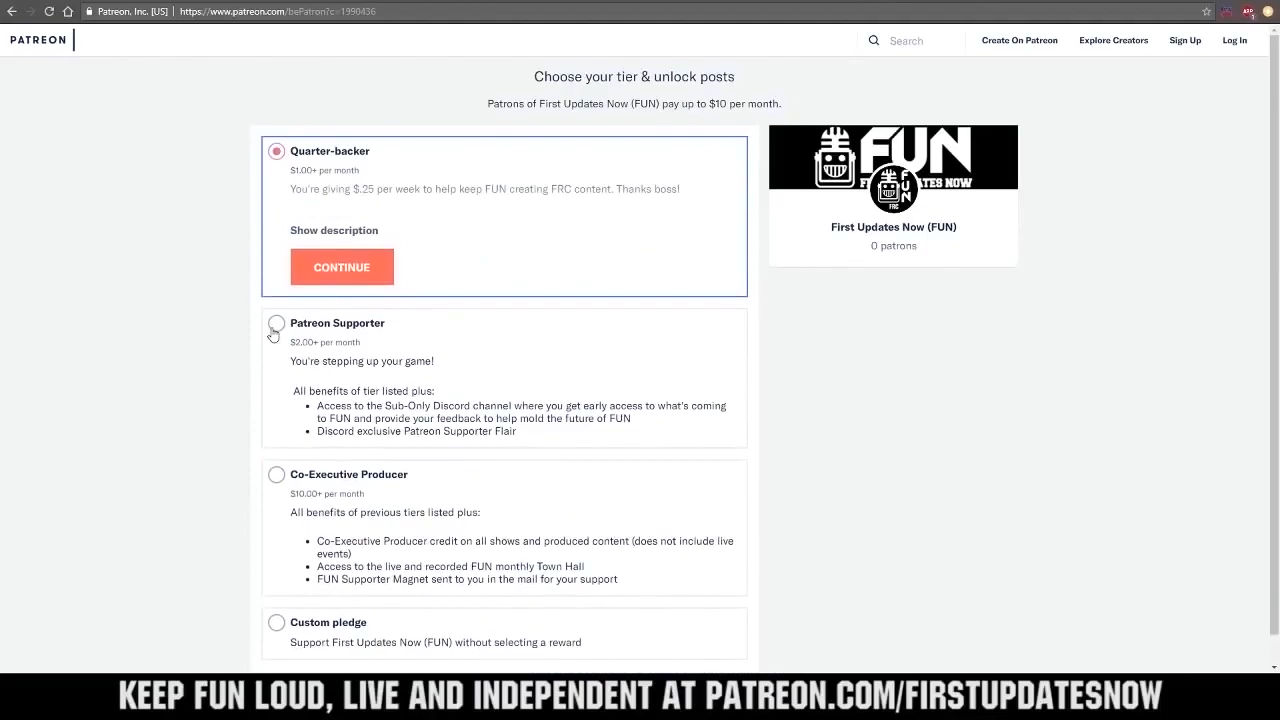 Patreon, Inc. [US] | https://www.patreon.com/bePatron?c=1990436
PATREON
Search
Create On Patreon
Explore Creators
Sign Up
Log In
Choose your tier & unlock posts
Patrons of First Updates Now (FUN) pay up to $10 per month.
Quarter-backer
$1.00+ per month
You're giving $.25 per week to help keep FUN creating FRC content. Thanks boss!
Show description
CONTINUE
Patreon Supporter
$2.00+ per month
You're stepping up your game!
All benefits of tier listed plus:
• Access to the Sub-Only Discord channel where you get early access to what's coming
to FUN and provide your feedback to help mold the future of FUN
• Discord exclusive Patreon Supporter Flair
Co-Executive Producer
$10.00+ per month
All benefits of previous tiers listed plus:
• Co-Executive Producer credit on all shows and produced content (does not include live
events)
• Access to the live and recorded FUN monthly Town Hall
• FUN Supporter Magnet sent to you in the mail for your support
Custom pledge
Support First Updates Now (FUN) without selecting a reward
FUN
FUN
FRC
First Updates Now (FUN)
0 patrons
KEEP FUN LOUD, LIVE AND INDEPENDENT AT PATREON.COM/FIRSTUPDATESNOW